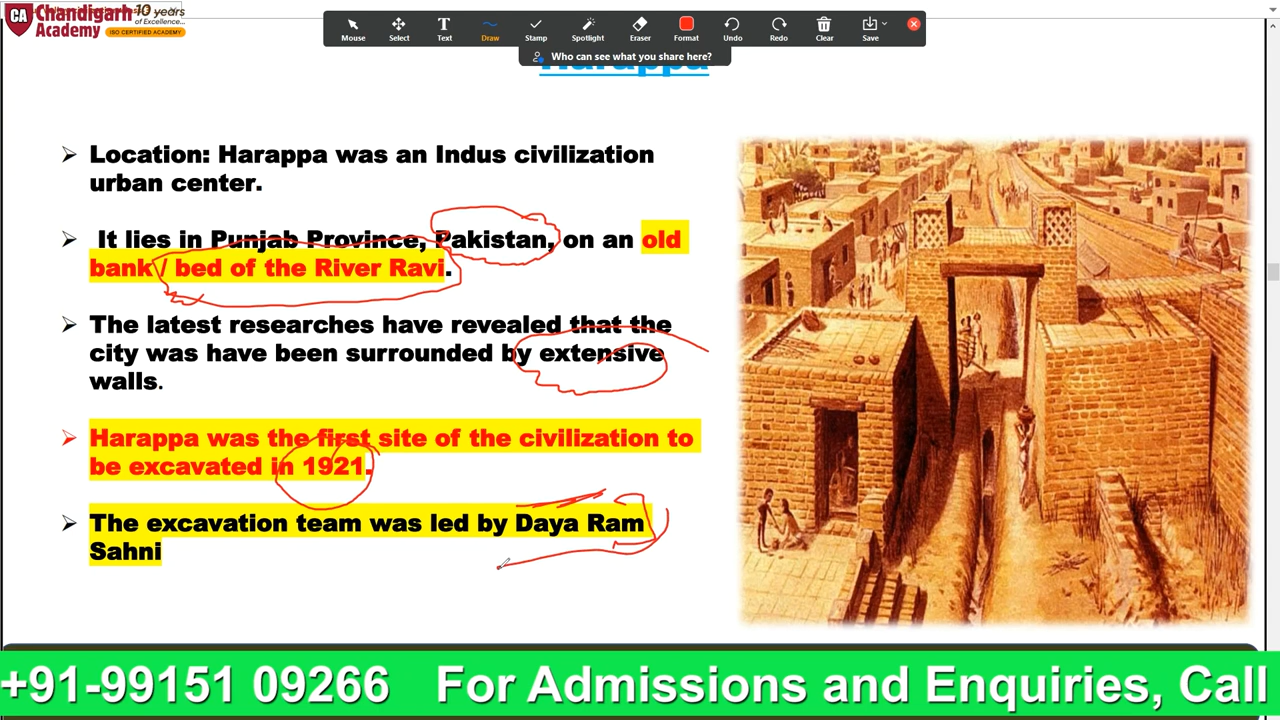 CA Chandigarh Academy
10 years of Excellence...
ISO CERTIFIED ACADEMY
Mouse Select Text Draw Stamp Spotlight Eraser Format Undo Redo Clear Save
Who can see what you share here?
Harappa
Location: Harappa was an Indus civilization
urban center.
It lies in Punjab Province, Pakistan, on an old
bank / bed of the River Ravi.
The latest researches have revealed that the
city was have been surrounded by extensive
walls.
Harappa was the first site of the civilization to
be excavated in 1921.
The excavation team was led by Daya Ram
Sahni
+91-99151 09266 For Admissions and Enquiries, Call